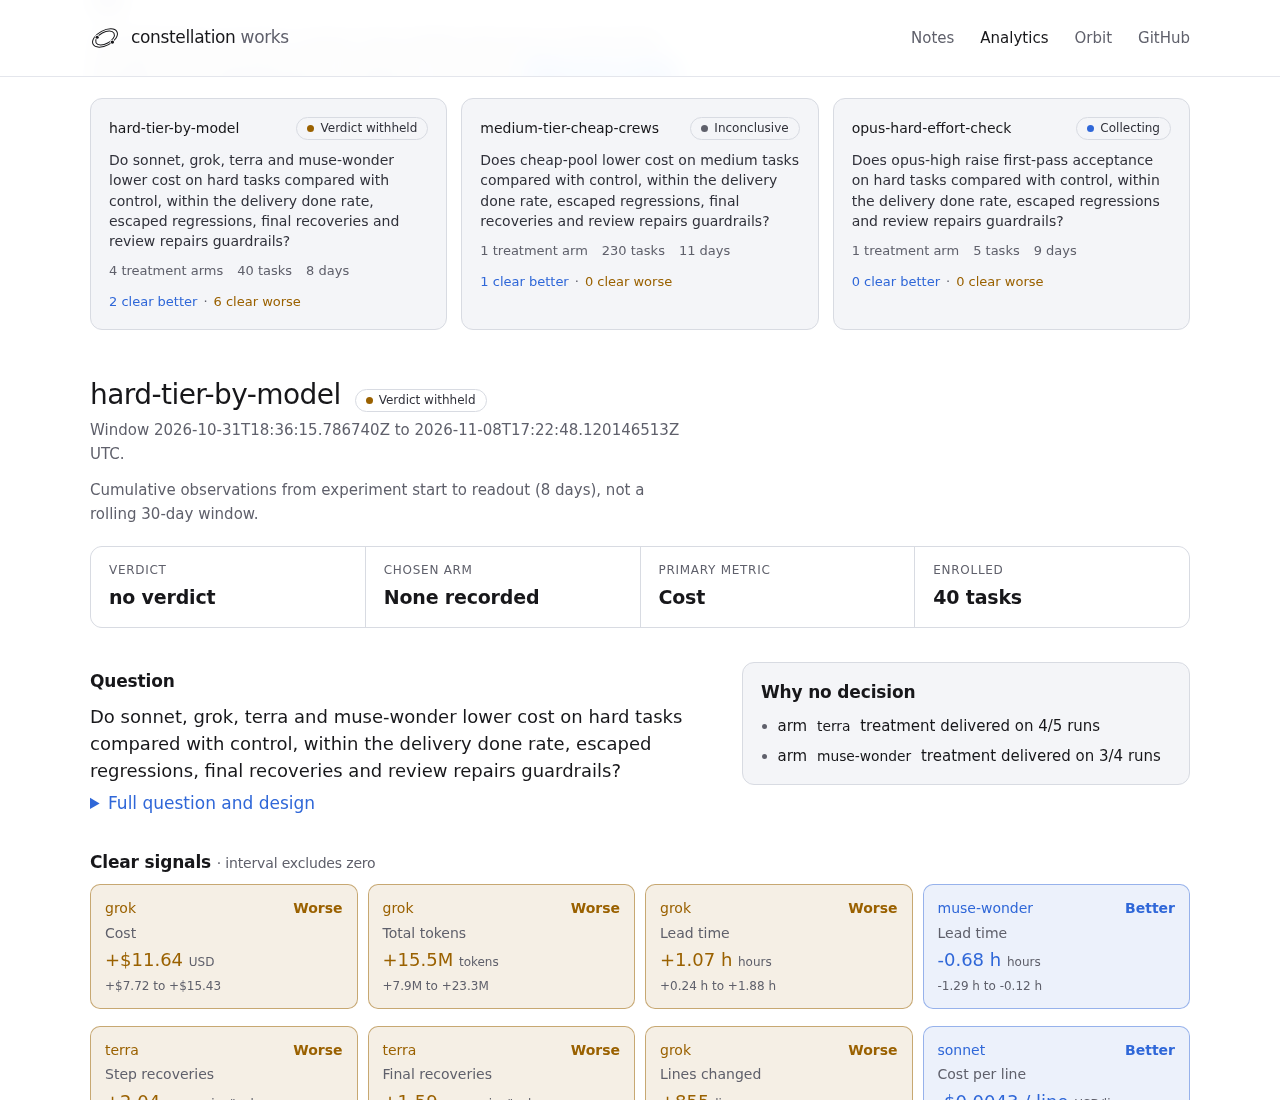 constellation works
Notes Analytics Orbit GitHub
hard-tier-by-model Verdict withheld
Do sonnet, grok, terra and muse-wonder
lower cost on hard tasks compared with
control, within the delivery done rate,
escaped regressions, final recoveries and
review repairs guardrails?
4 treatment arms 40 tasks 8 days
2 clear better · 6 clear worse
medium-tier-cheap-crews Inconclusive
Does cheap-pool lower cost on medium tasks
compared with control, within the delivery
done rate, escaped regressions, final
recoveries and review repairs guardrails?
1 treatment arm 230 tasks 11 days
1 clear better · 0 clear worse
opus-hard-effort-check Collecting
Does opus-high raise first-pass acceptance
on hard tasks compared with control, within
the delivery done rate, escaped regressions
and review repairs guardrails?
1 treatment arm 5 tasks 9 days
0 clear better · 0 clear worse
hard-tier-by-model Verdict withheld
Window 2026-10-31T18:36:15.786740Z to 2026-11-08T17:22:48.120146513Z
UTC.
Cumulative observations from experiment start to readout (8 days), not a
rolling 30-day window.
VERDICT
no verdict
CHOSEN ARM
None recorded
PRIMARY METRIC
Cost
ENROLLED
40 tasks
Question
Do sonnet, grok, terra and muse-wonder lower cost on hard tasks
compared with control, within the delivery done rate, escaped
regressions, final recoveries and review repairs guardrails?
Full question and design
Why no decision
arm terra treatment delivered on 4/5 runs
arm muse-wonder treatment delivered on 3/4 runs
Clear signals · interval excludes zero
grok Worse
Cost
+$11.64 USD
+$7.72 to +$15.43
grok Worse
Total tokens
+15.5M tokens
+7.9M to +23.3M
grok Worse
Lead time
+1.07 h hours
+0.24 h to +1.88 h
muse-wonder Better
Lead time
-0.68 h hours
-1.29 h to -0.12 h
terra Worse
Step recoveries
terra Worse
Final recoveries
grok Worse
Lines changed
sonnet Better
Cost per line